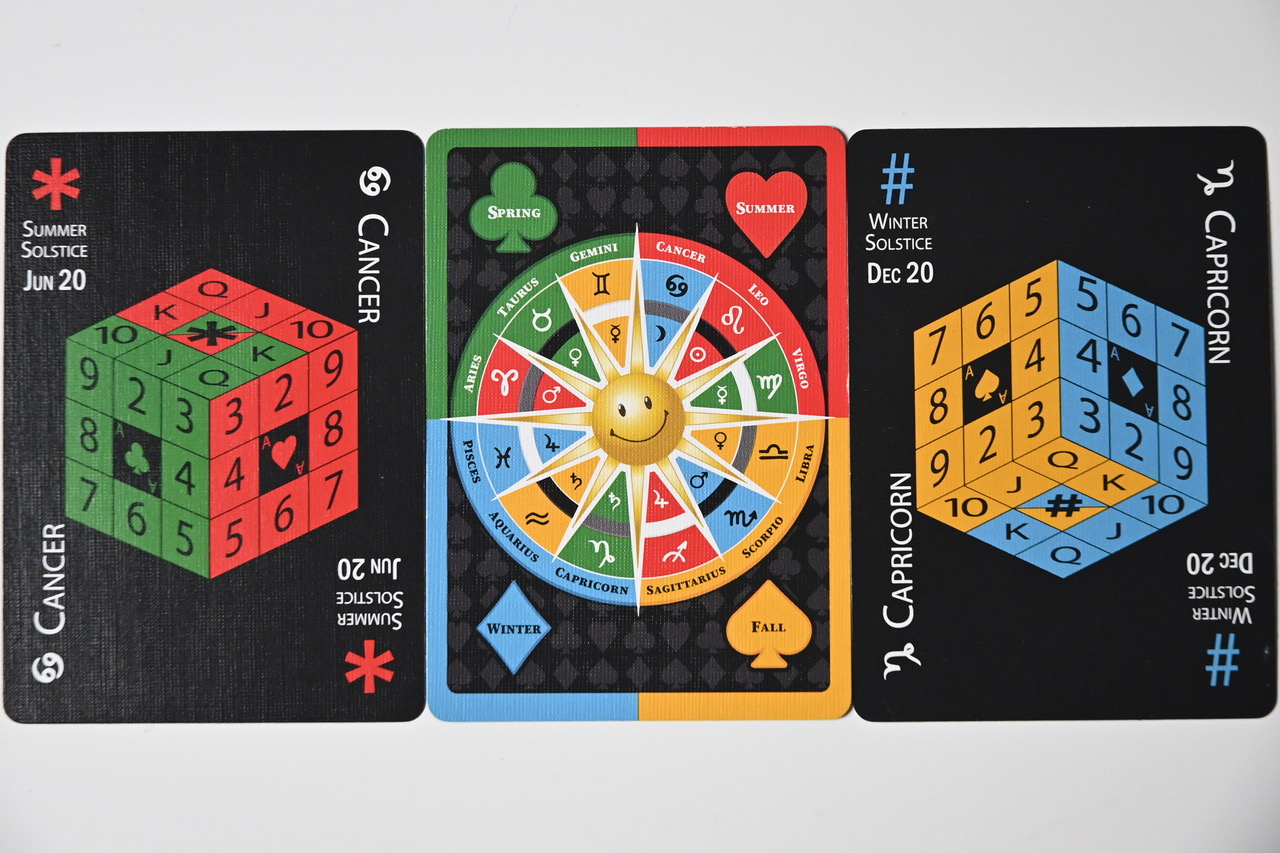 *
SUMMER
SOLSTICE
JUN 20
♋ CANCER
Q
K J
10 * 10
J K
Q
9 2 3 3 2 9
8 A ♣ A 4 4 A ♥ A 8
7 6 5 5 6 7
♋ CANCER
JUN 20
SUMMER
SOLSTICE
*
SPRING
SUMMER
GEMINI
CANCER
TAURUS
LEO
ARIES
VIRGO
PISCES
LIBRA
AQUARIUS
SCORPIO
CAPRICORN
SAGITTARIUS
WINTER
FALL
♊ ♋
♉ ♌
♈ ♍
♓ ♎
♒ ♏
♑ ♐
☿ ☽
♀ ☉
♂ ☿
♃ ♀
♄ ♂
♄ ♃
#
WINTER
SOLSTICE
DEC 20
♑ CAPRICORN
7 6 5 5 6 7
8 A ♠ A 4 4 A ♦ A 8
9 2 3 3 2 9
Q
J K
10 # 10
K J
Q
♑ CAPRICORN
DEC 20
WINTER
SOLSTICE
#